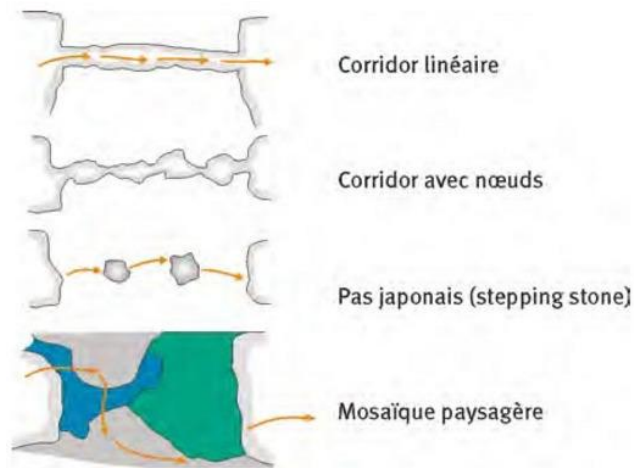 Corridor linéaire
Corridor avec nœuds
Pas japonais (stepping stone)
Mosaïque paysagère